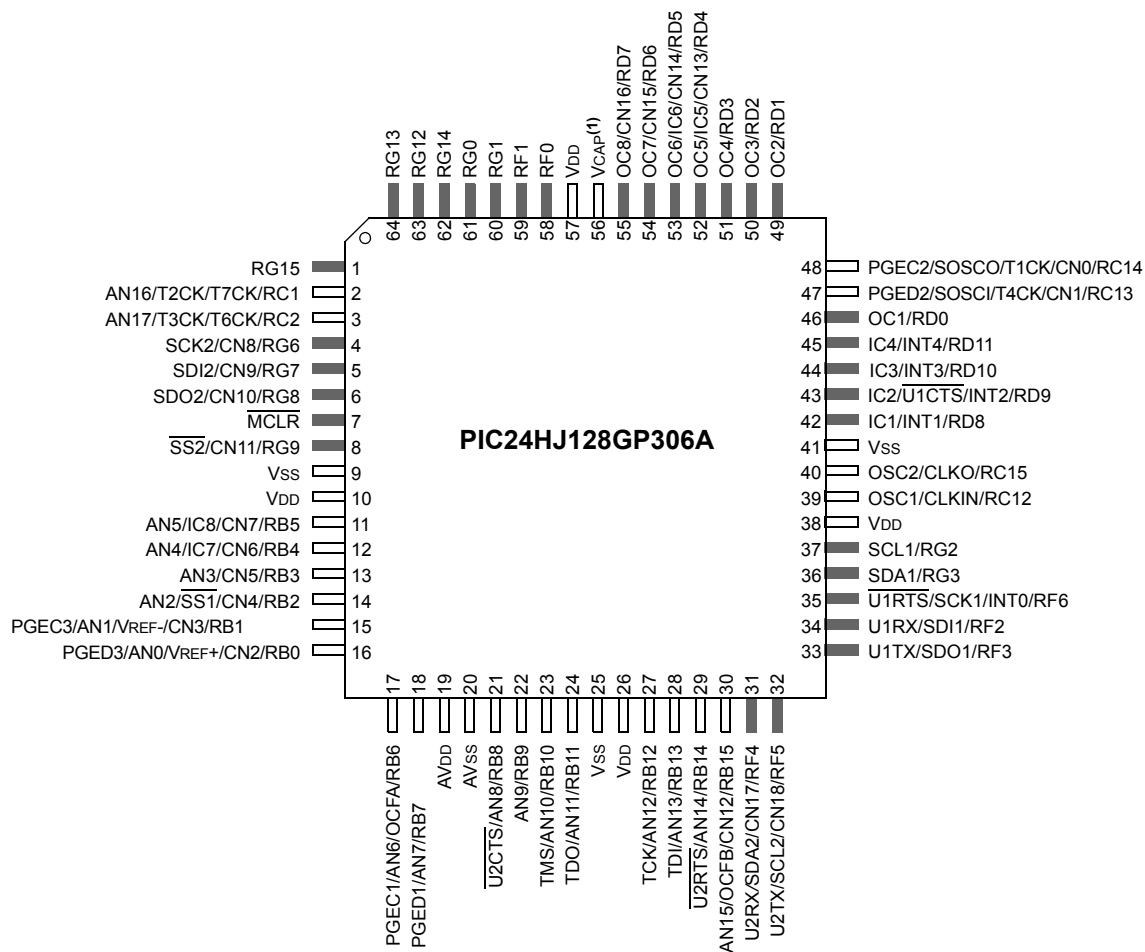 RG13
RG12
RG14
RG0
RG1
RF1
RF0
VDD
VCAP(1)
OC8/CN16/RD7
OC7/CN15/RD6
OC6/IC6/CN14/RD5
OC5/IC5/CN13/RD4
OC4/RD3
OC3/RD2
OC2/RD1
64
63
62
61
60
59
58
57
56
55
54
53
52
51
50
49
RG15 1
AN16/T2CK/T7CK/RC1 2
AN17/T3CK/T6CK/RC2 3
SCK2/CN8/RG6 4
SDI2/CN9/RG7 5
SDO2/CN10/RG8 6
MCLR 7
SS2/CN11/RG9 8
VSS 9
VDD 10
AN5/IC8/CN7/RB5 11
AN4/IC7/CN6/RB4 12
AN3/CN5/RB3 13
AN2/SS1/CN4/RB2 14
PGEC3/AN1/VREF-/CN3/RB1 15
PGED3/AN0/VREF+/CN2/RB0 16
PIC24HJ128GP306A
48 PGEC2/SOSCO/T1CK/CN0/RC14
47 PGED2/SOSCI/T4CK/CN1/RC13
46 OC1/RD0
45 IC4/INT4/RD11
44 IC3/INT3/RD10
43 IC2/U1CTS/INT2/RD9
42 IC1/INT1/RD8
41 VSS
40 OSC2/CLKO/RC15
39 OSC1/CLKIN/RC12
38 VDD
37 SCL1/RG2
36 SDA1/RG3
35 U1RTS/SCK1/INT0/RF6
34 U1RX/SDI1/RF2
33 U1TX/SDO1/RF3
17
18
19
20
21
22
23
24
25
26
27
28
29
30
31
32
PGEC1/AN6/OCFA/RB6
PGED1/AN7/RB7
AVDD
AVSS
U2CTS/AN8/RB8
AN9/RB9
TMS/AN10/RB10
TDO/AN11/RB11
VSS
VDD
TCK/AN12/RB12
TDI/AN13/RB13
U2RTS/AN14/RB14
AN15/OCFB/CN12/RB15
U2RX/SDA2/CN17/RF4
U2TX/SCL2/CN18/RF5